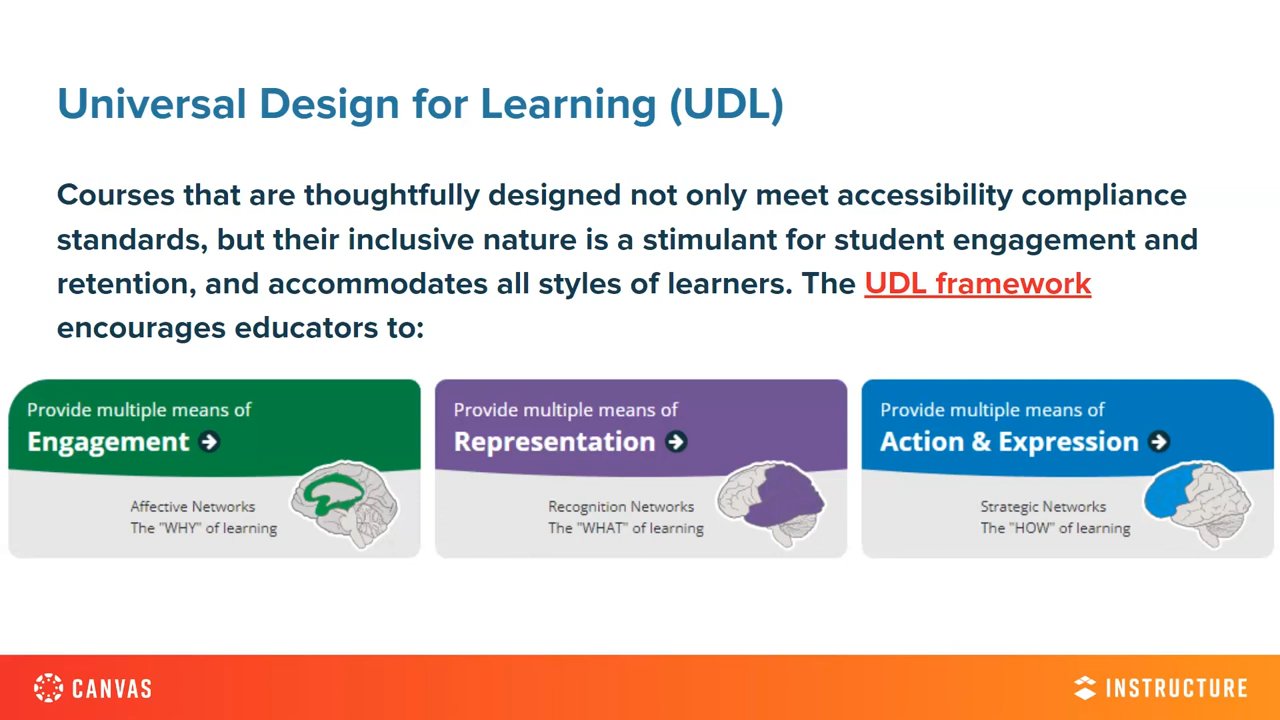 Universal Design for Learning (UDL)
Courses that are thoughtfully designed not only meet accessibility compliance
standards, but their inclusive nature is a stimulant for student engagement and
retention, and accommodates all styles of learners. The UDL framework
encourages educators to:
Provide multiple means of
Engagement
Affective Networks
The "WHY" of learning
Provide multiple means of
Representation
Recognition Networks
The "WHAT" of learning
Provide multiple means of
Action & Expression
Strategic Networks
The "HOW" of learning
CANVAS
INSTRUCTURE